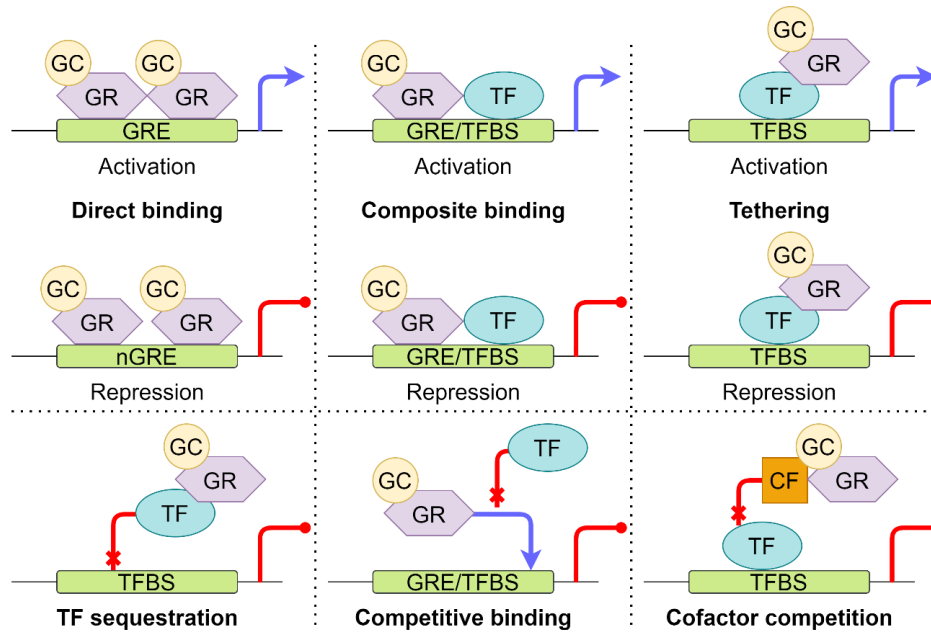 GC GC
GR GR
GRE
Activation
Direct binding
GC
GR TF
GRE/TFBS
Activation
Composite binding
GC
GR
TF
TFBS
Activation
Tethering
GC GC
GR GR
nGRE
Repression
GC
GR TF
GRE/TFBS
Repression
GC
GR
TF
TFBS
Repression
GC
GR
TF
TFBS
TF sequestration
TF
GC
GR
GRE/TFBS
Competitive binding
GC
CF GR
TF
TFBS
Cofactor competition